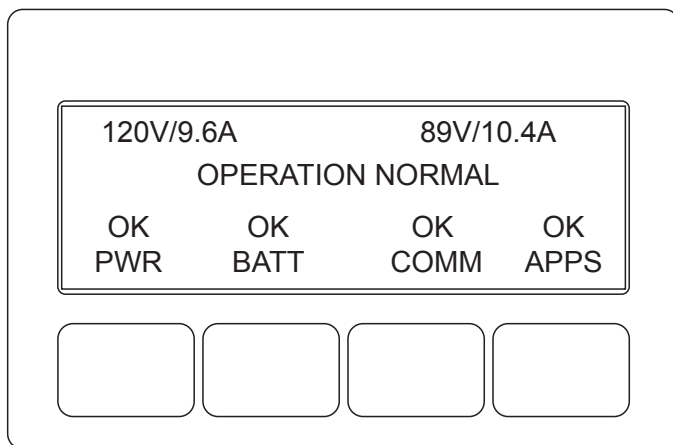 120V/9.6A 89V/10.4A
OPERATION NORMAL
OK OK OK OK
PWR BATT COMM APPS